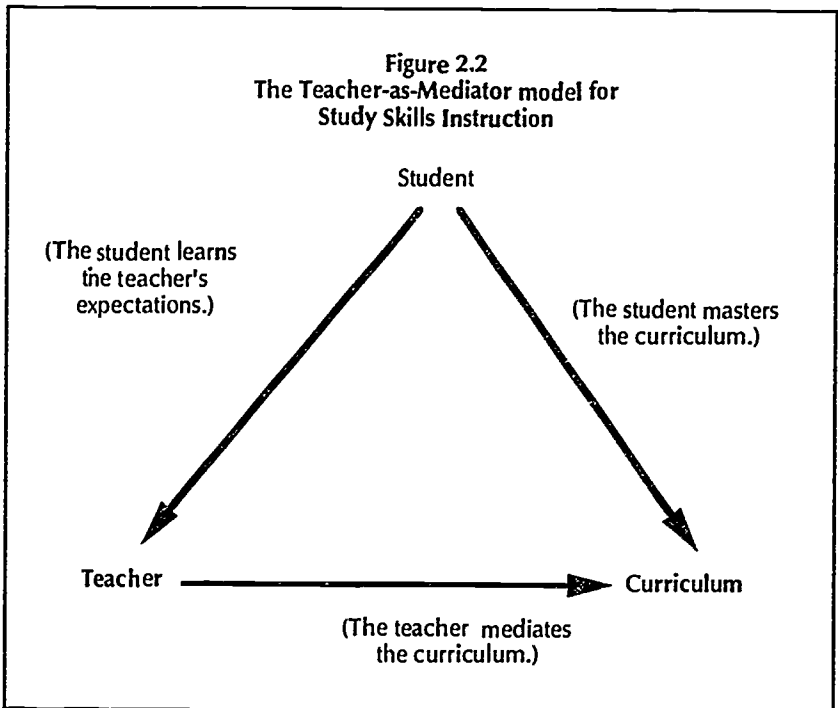 Figure 2.2
The Teacher-as-Mediator model for
Study Skills Instruction
Student
(The student learns
the teacher's
expectations.)
(The student masters
the curriculum.)
Teacher
Curriculum
(The teacher mediates
the curriculum.)